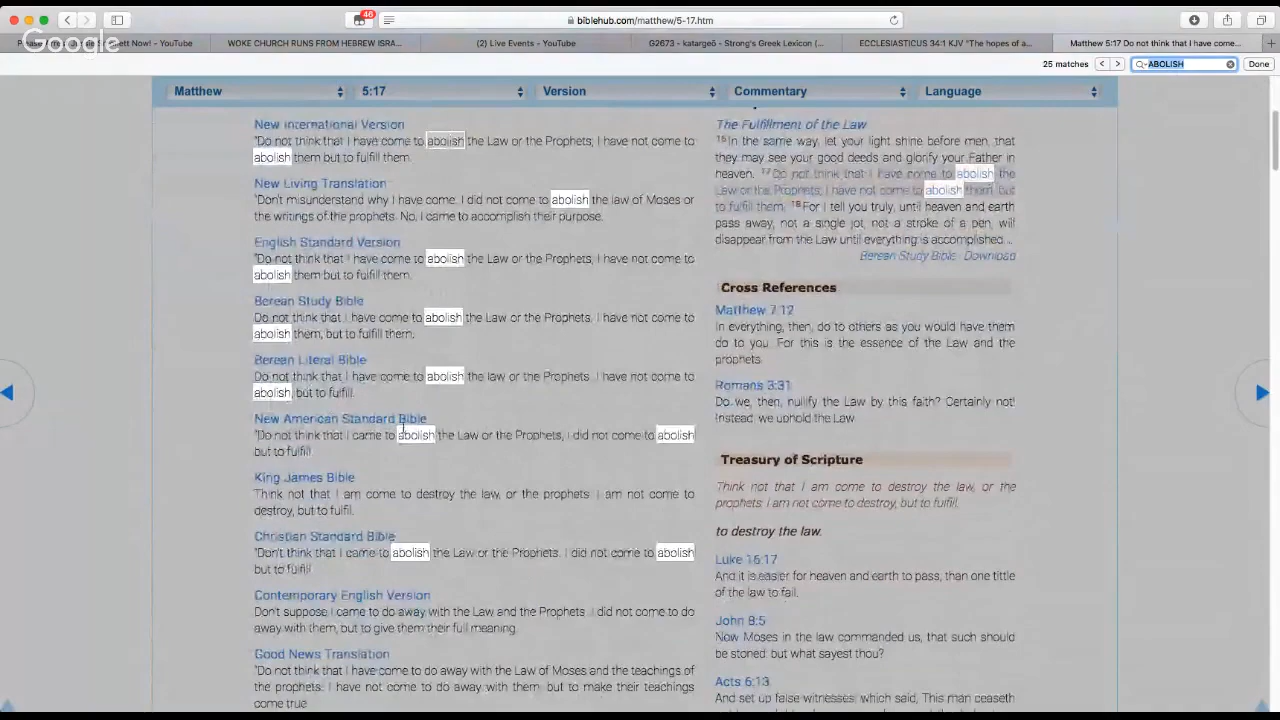 46
biblehub.com/matthew/5-17.htm
Google
YouTube
WOKE CHURCH RUNS FROM HEBREW ISRA...
(2) Live Events - YouTube
G2673 - katargeō - Strong's Greek Lexicon (...
ECCLESIASTICUS 34:1 KJV "The hopes of a...
Matthew 5:17 Do not think that I have come...
25 matches
ABOLISH
Done
Matthew
5:17
Version
Commentary
Language
New International Version
"Do not think that I have come to abolish the Law or the Prophets; I have not come to
abolish them but to fulfill them.
New Living Translation
"Don't misunderstand why I have come. I did not come to abolish the law of Moses or
the writings of the prophets. No, I came to accomplish their purpose.
English Standard Version
"Do not think that I have come to abolish the Law or the Prophets; I have not come to
abolish them but to fulfill them.
Berean Study Bible
Do not think that I have come to abolish the Law or the Prophets. I have not come to
abolish them, but to fulfill them.
Berean Literal Bible
Do not think that I have come to abolish the law or the Prophets. I have not come to
abolish, but to fulfill.
New American Standard Bible
"Do not think that I came to abolish the Law or the Prophets; I did not come to abolish
but to fulfill.
King James Bible
Think not that I am come to destroy the law, or the prophets: I am not come to
destroy, but to fulfil.
Christian Standard Bible
"Don't think that I came to abolish the Law or the Prophets. I did not come to abolish
but to fulfill.
Contemporary English Version
Don't suppose I came to do away with the Law and the Prophets. I did not come to do
away with them, but to give them their full meaning.
Good News Translation
"Do not think that I have come to do away with the Law of Moses and the teachings of
the prophets. I have not come to do away with them, but to make their teachings
come true.
The Fulfillment of the Law
16 In the same way, let your light shine before men, that
they may see your good deeds and glorify your Father in
heaven. 17 Do not think that I have come to abolish the
Law or the Prophets; I have not come to abolish them, but
to fulfill them. 18 For I tell you truly, until heaven and earth
pass away, not a single jot, not a stroke of a pen, will
disappear from the Law until everything is accomplished....
Berean Study Bible · Download
Cross References
Matthew 7:12
In everything, then, do to others as you would have them
do to you. For this is the essence of the Law and the
prophets.
Romans 3:31
Do we, then, nullify the Law by this faith? Certainly not!
Instead, we uphold the Law.
Treasury of Scripture
Think not that I am come to destroy the law, or the
prophets: I am not come to destroy, but to fulfil.
to destroy the law.
Luke 16:17
And it is easier for heaven and earth to pass, than one tittle
of the law to fail.
John 8:5
Now Moses in the law commanded us, that such should
be stoned: but what sayest thou?
Acts 6:13
And set up false witnesses, which said, This man ceaseth